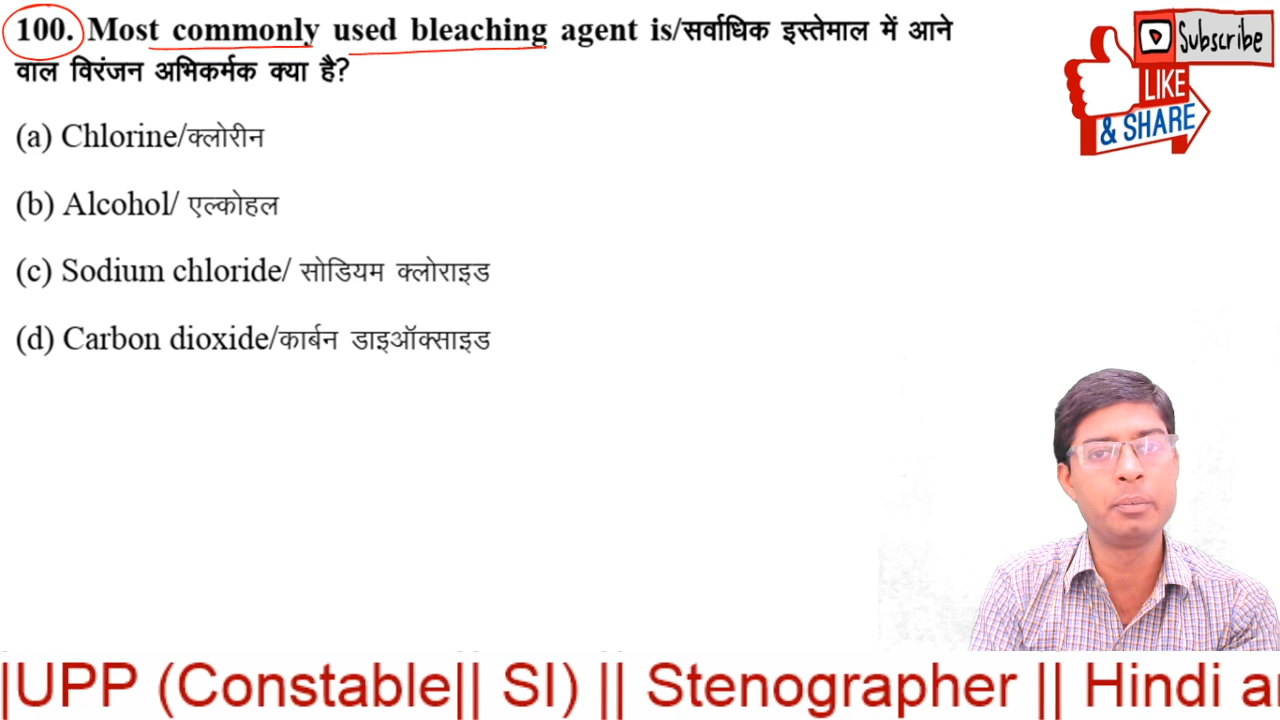 100. Most commonly used bleaching agent is/सर्वाधिक इस्तेमाल में आने
वाल विरंजन अभिकर्मक क्या है?
(a) Chlorine/क्लोरीन
(b) Alcohol/ एल्कोहल
(c) Sodium chloride/ सोडियम क्लोराइड
(d) Carbon dioxide/कार्बन डाइऑक्साइड
Subscribe
LIKE
& SHARE
|UPP (Constable|| SI) || Stenographer || Hindi a